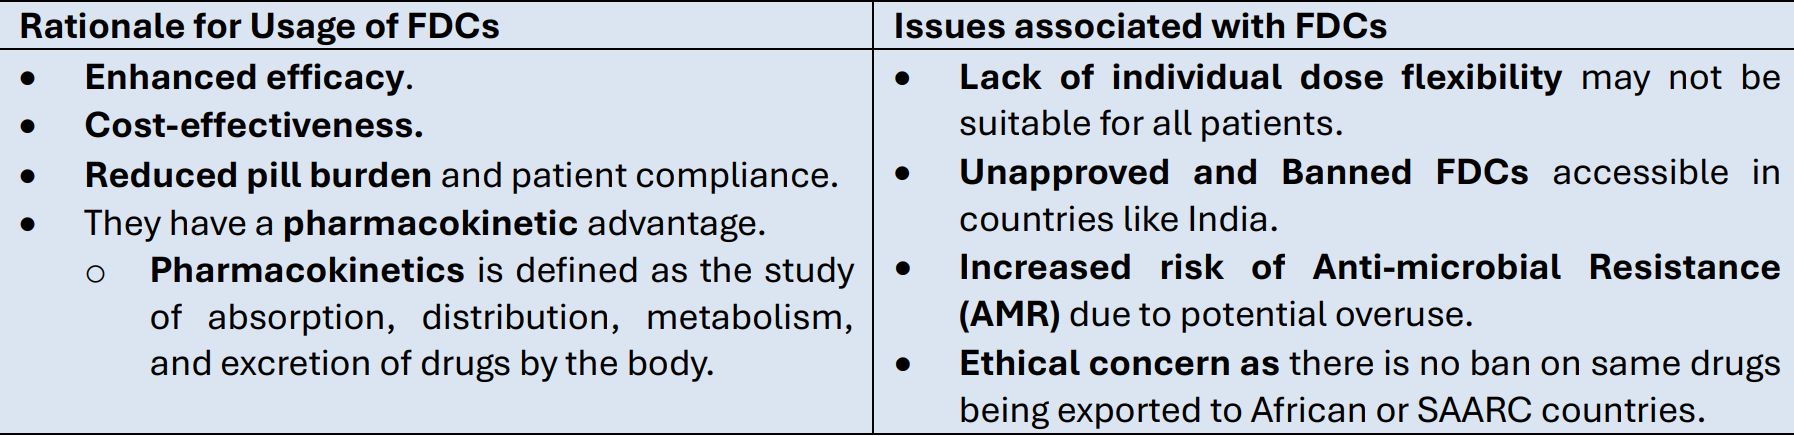 Rationale for Usage of FDCs
• Enhanced efficacy.
• Cost-effectiveness.
• Reduced pill burden and patient compliance.
• They have a pharmacokinetic advantage.
○ Pharmacokinetics is defined as the study
of absorption, distribution, metabolism,
and excretion of drugs by the body.
Issues associated with FDCs
• Lack of individual dose flexibility may not be
suitable for all patients.
• Unapproved and Banned FDCs accessible in
countries like India.
• Increased risk of Anti-microbial Resistance
(AMR) due to potential overuse.
• Ethical concern as there is no ban on same drugs
being exported to African or SAARC countries.